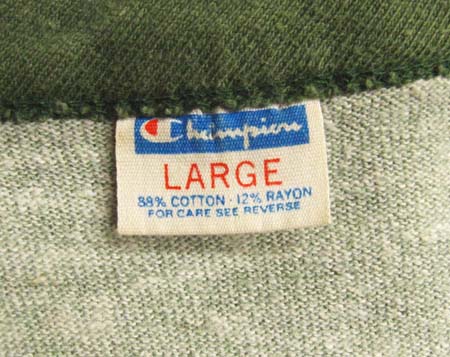 Champion
LARGE
88% COTTON · 12% RAYON
FOR CARE SEE REVERSE